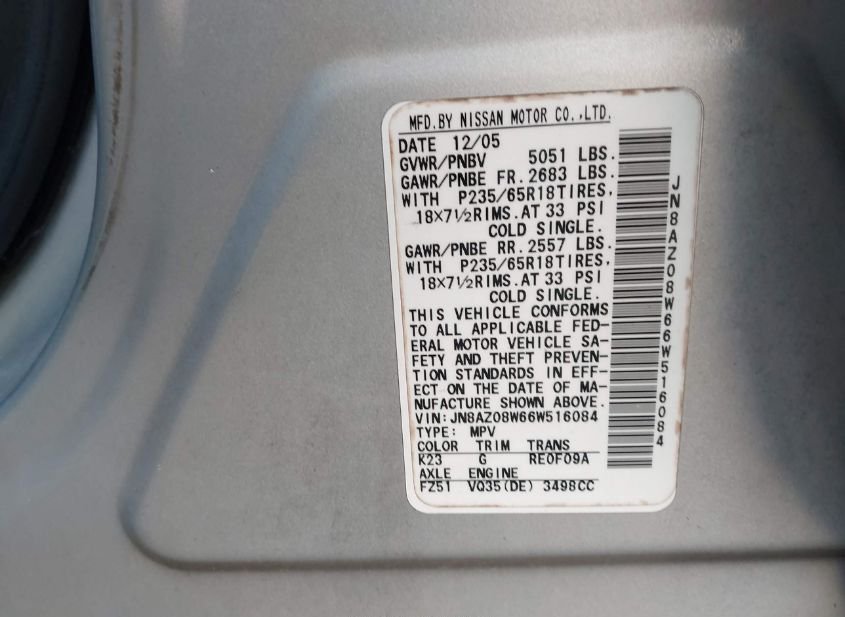 MFD.BY NISSAN MOTOR CO.,LTD.
DATE 12/05
GVWR/PNBV 5051 LBS.
GAWR/PNBE FR.2683 LBS.
WITH P235/65R18TIRES,
18×7½RIMS.AT 33 PSI
COLD SINGLE.
GAWR/PNBE RR.2557 LBS.
WITH P235/65R18TIRES,
18×7½RIMS.AT 33 PSI
COLD SINGLE.
THIS VEHICLE CONFORMS
TO ALL APPLICABLE FED-
ERAL MOTOR VEHICLE SA-
FETY AND THEFT PREVEN-
TION STANDARDS IN EFF-
ECT ON THE DATE OF MA-
NUFACTURE SHOWN ABOVE.
VIN:JN8AZ08W66W516084
TYPE: MPV
COLOR TRIM TRANS
K23 G RE0F09A
AXLE ENGINE
FZ51 VQ35(DE) 3498CC
JN8AZ08W66W516084